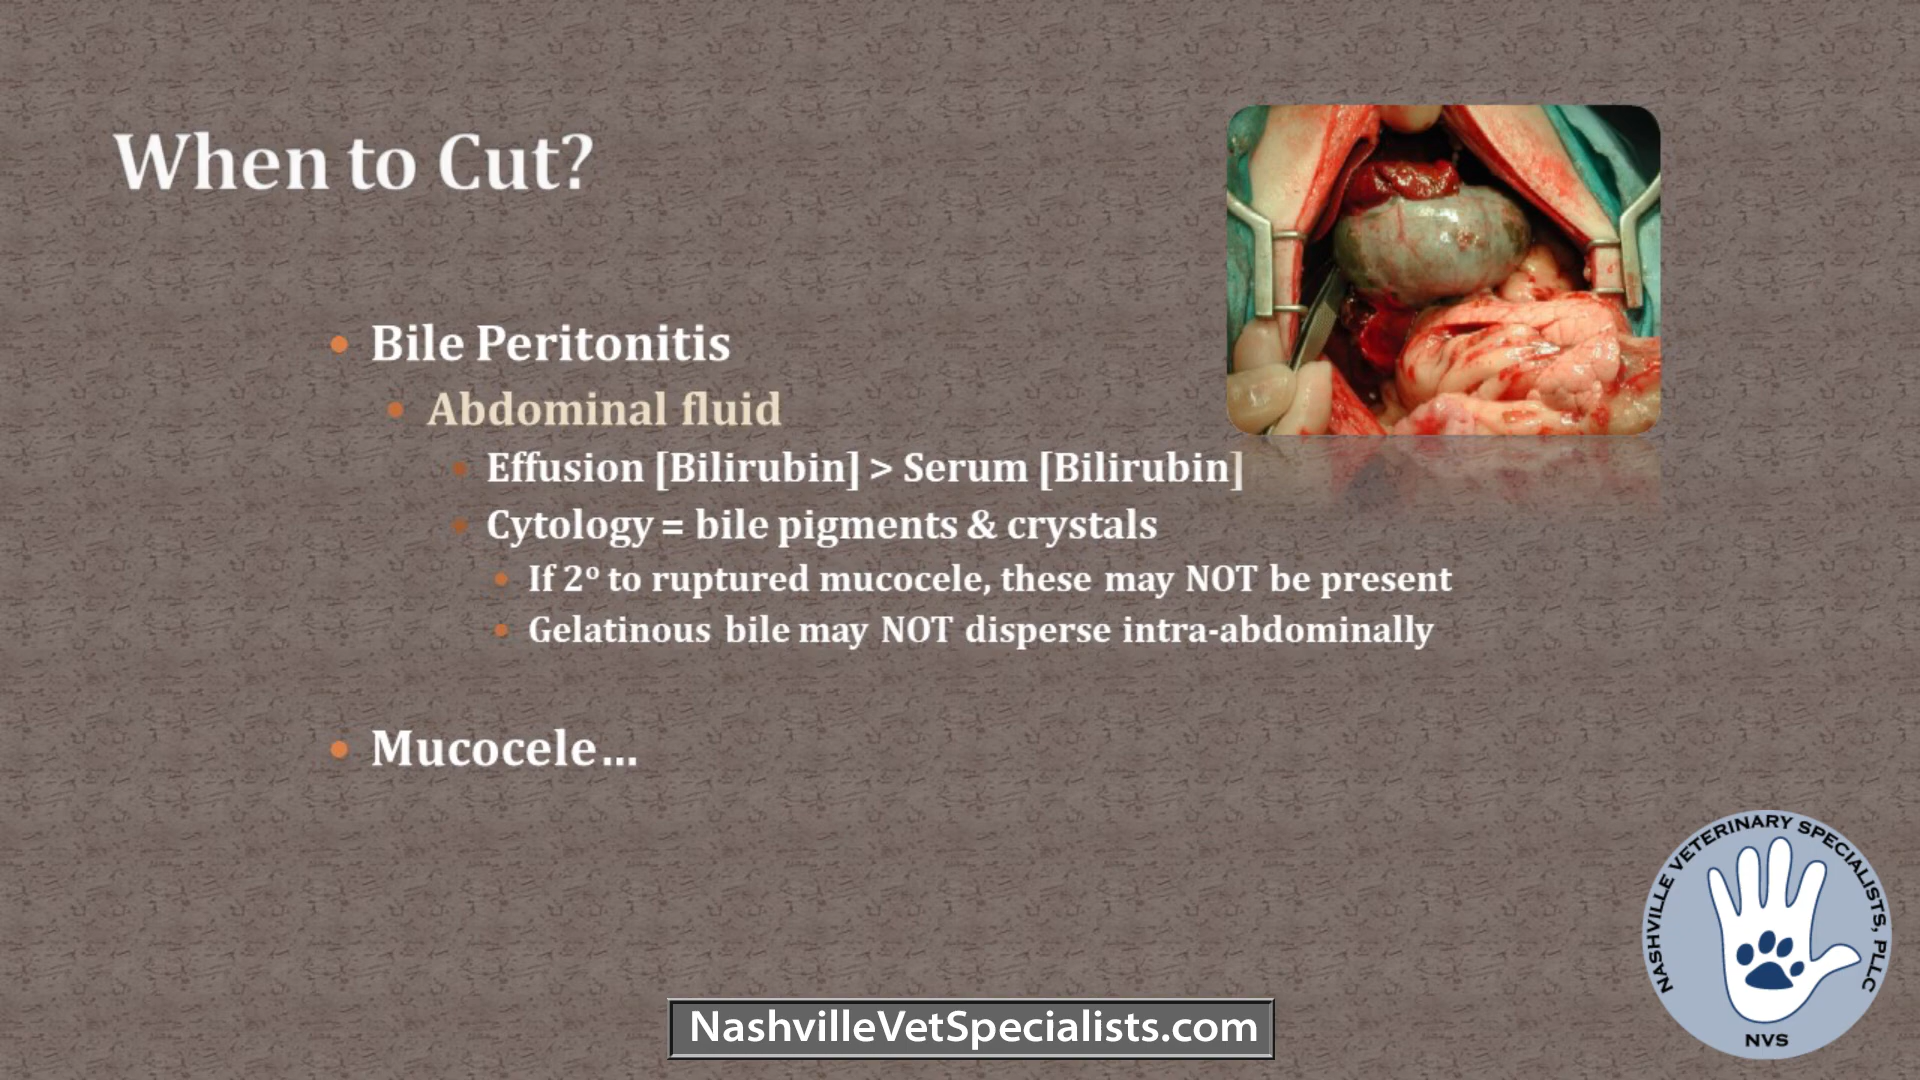 When to Cut?
• Bile Peritonitis
• Abdominal fluid
• Effusion [Bilirubin] > Serum [Bilirubin]
• Cytology = bile pigments & crystals
• If 2º to ruptured mucocele, these may NOT be present
• Gelatinous bile may NOT disperse intra-abdominally
• Mucocele...
NASHVILLE VETERINARY SPECIALISTS, PLLC
NVS
NashvilleVetSpecialists.com